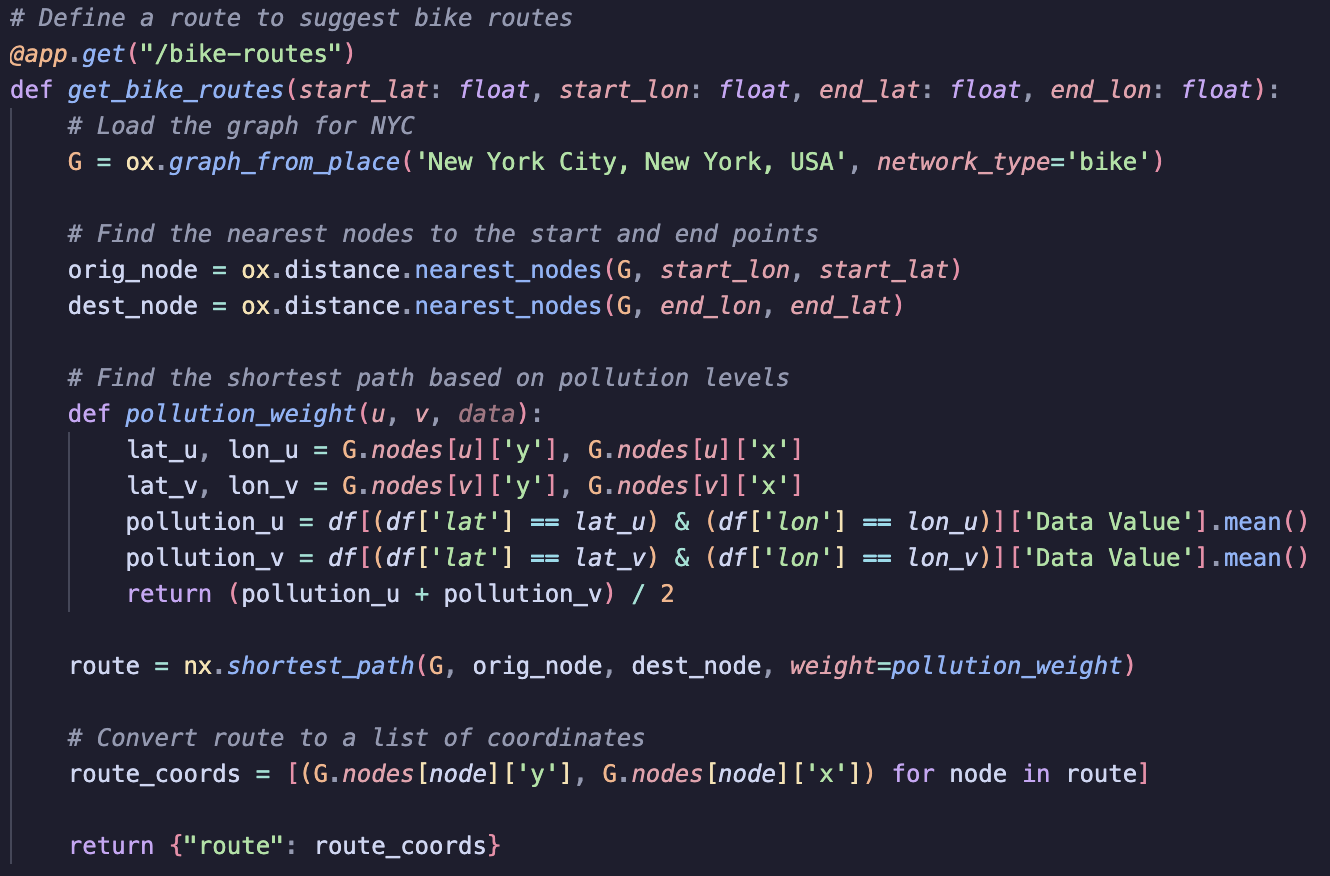 # Define a route to suggest bike routes
@app.get("/bike-routes")
def get_bike_routes(start_lat: float, start_lon: float, end_lat: float, end_lon: float):
    # Load the graph for NYC
    G = ox.graph_from_place('New York City, New York, USA', network_type='bike')

    # Find the nearest nodes to the start and end points
    orig_node = ox.distance.nearest_nodes(G, start_lon, start_lat)
    dest_node = ox.distance.nearest_nodes(G, end_lon, end_lat)

    # Find the shortest path based on pollution levels
    def pollution_weight(u, v, data):
        lat_u, lon_u = G.nodes[u]['y'], G.nodes[u]['x']
        lat_v, lon_v = G.nodes[v]['y'], G.nodes[v]['x']
        pollution_u = df[(df['lat'] == lat_u) & (df['lon'] == lon_u)]['Data Value'].mean()
        pollution_v = df[(df['lat'] == lat_v) & (df['lon'] == lon_v)]['Data Value'].mean()
        return (pollution_u + pollution_v) / 2

    route = nx.shortest_path(G, orig_node, dest_node, weight=pollution_weight)

    # Convert route to a list of coordinates
    route_coords = [(G.nodes[node]['y'], G.nodes[node]['x']) for node in route]

    return {"route": route_coords}